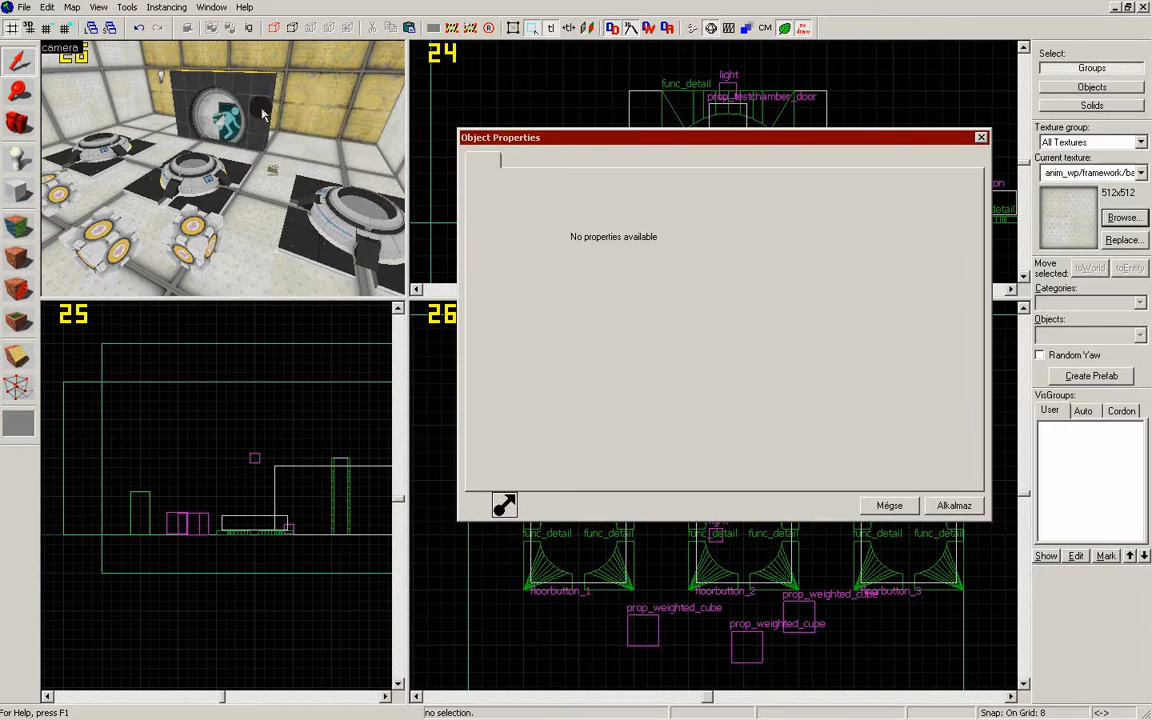 File Edit Map View Tools Instancing Window Help
camera
24
light
func_detail
prop_testchamber_door
Object Properties
No properties available
Mégse Alkalmaz
25
26
func_detail func_detail func_detail func_detail func_detail func_detail
floorbutton_1 floorbutton_2 floorbutton_3
prop_weighted_cube
prop_weighted_cube
prop_weighted_cube
Select:
Groups
Objects
Solids
Texture group:
All Textures
Current texture:
anim_wp/framework/ba
512x512
Browse...
Replace...
Move
selected: toWorld toEntity
Categories:
Objects:
Random Yaw
Create Prefab
VisGroups:
User Auto Cordon
Show Edit Mark
For Help, press F1
no selection.
Snap: On Grid: 8
<->